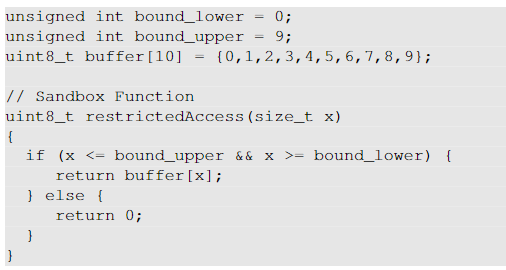 unsigned int bound_lower = 0;
unsigned int bound_upper = 9;
uint8_t buffer[10] = {0,1,2,3,4,5,6,7,8,9};

// Sandbox Function
uint8_t restrictedAccess(size_t x)
{
  if (x <= bound_upper && x >= bound_lower) {
     return buffer[x];
  } else {
     return 0;
  }
}